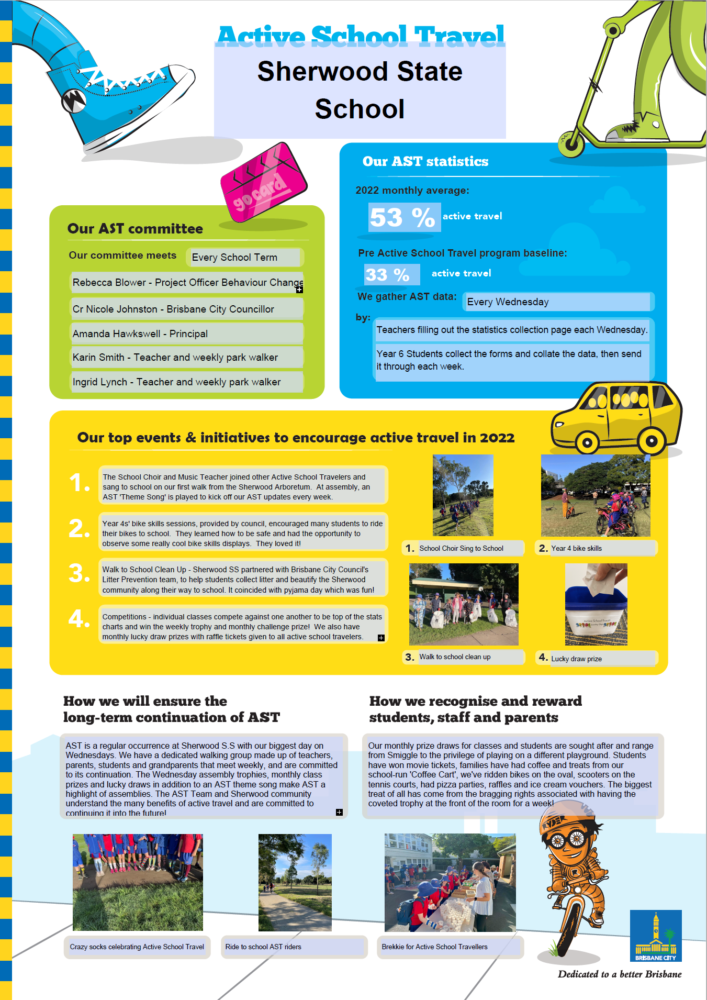 Active School Travel
Sherwood State
School
go card
Our AST committee
Our committee meets
Every School Term
Rebecca Blower - Project Officer Behaviour Change
Cr Nicole Johnston - Brisbane City Councillor
Amanda Hawkswell - Principal
Karin Smith - Teacher and weekly park walker
Ingrid Lynch - Teacher and weekly park walker
Our AST statistics
2022 monthly average:
53 % active travel
Pre Active School Travel program baseline:
33 % active travel
We gather AST data: Every Wednesday
by:
Teachers filling out the statistics collection page each Wednesday.
Year 6 Students collect the forms and collate the data, then send
it through each week.
Our top events & initiatives to encourage active travel in 2022
1.
The School Choir and Music Teacher joined other Active School Travelers and
sang to school on our first walk from the Sherwood Arboretum. At assembly, an
AST 'Theme Song' is played to kick off our AST updates every week.
2.
Year 4s' bike skills sessions, provided by council, encouraged many students to ride
their bikes to school. They learned how to be safe and had the opportunity to
observe some really cool bike skills displays. They loved it!
3.
Walk to School Clean Up - Sherwood SS partnered with Brisbane City Council's
Litter Prevention team, to help students collect litter and beautify the Sherwood
community along their way to school. It coincided with pyjama day which was fun!
4.
Competitions - individual classes compete against one another to be top of the stats
charts and win the weekly trophy and monthly challenge prize! We also have
monthly lucky draw prizes with raffle tickets given to all active school travelers.
1. School Choir Sing to School
2. Year 4 bike skills
Active School Travel
Lucky Draw
3. Walk to school clean up
4. Lucky draw prize
How we will ensure the
long-term continuation of AST
AST is a regular occurrence at Sherwood S.S with our biggest day on
Wednesdays. We have a dedicated walking group made up of teachers,
parents, students and grandparents that meet weekly, and are committed
to its continuation. The Wednesday assembly trophies, monthly class
prizes and lucky draws in addition to an AST theme song make AST a
highlight of assemblies. The AST Team and Sherwood community
understand the many benefits of active travel and are committed to
continuing it into the future!
How we recognise and reward
students, staff and parents
Our monthly prize draws for classes and students are sought after and range
from Smiggle to the privilege of playing on a different playground. Students
have won movie tickets, families have had coffee and treats from our
school-run 'Coffee Cart', we've ridden bikes on the oval, scooters on the
tennis courts, had pizza parties, raffles and ice cream vouchers. The biggest
treat of all has come from the bragging rights associated with having the
coveted trophy at the front of the room for a week!
RYDER
R
Crazy socks celebrating Active School Travel
Ride to school AST riders
Brekkie for Active School Travellers
BRISBANE CITY
Dedicated to a better Brisbane